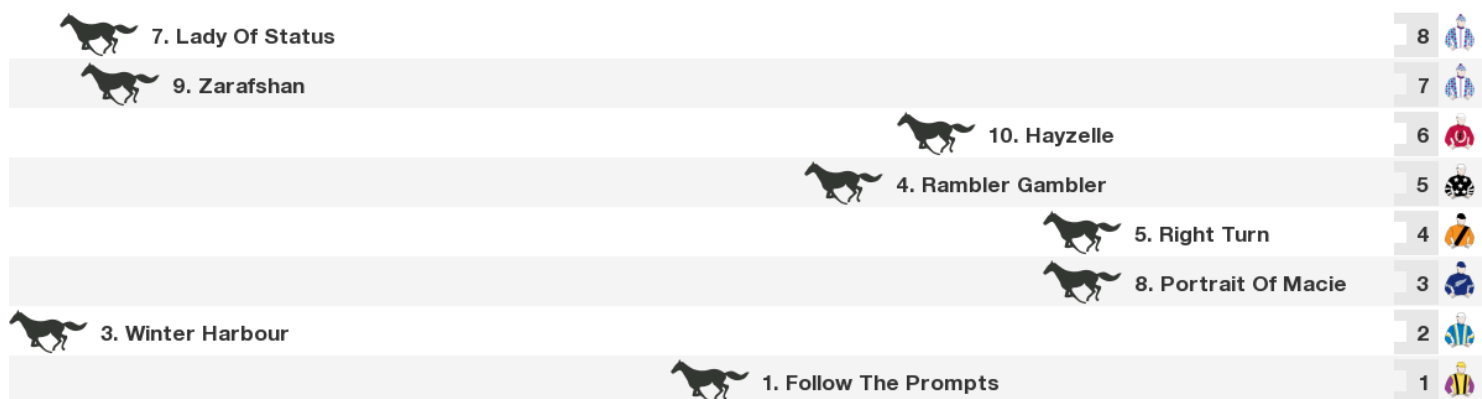 7. Lady Of Status 8
9. Zarafshan 7
10. Hayzelle 6
4. Rambler Gambler 5
5. Right Turn 4
8. Portrait Of Macie 3
3. Winter Harbour 2
1. Follow The Prompts 1